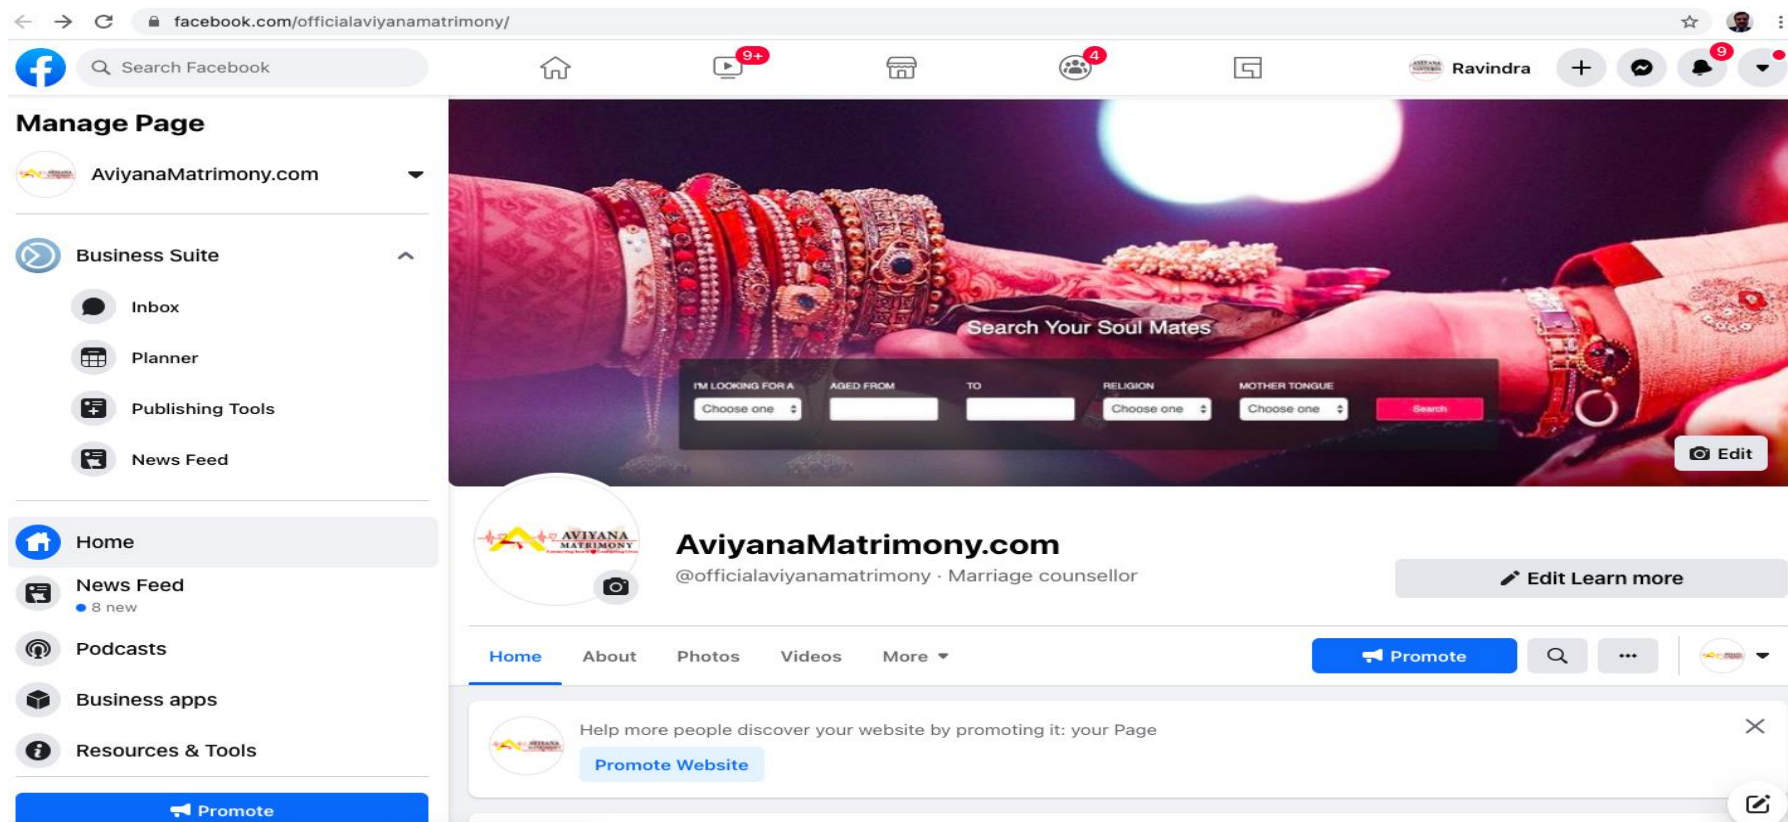 facebook.com/officialaviyanamatrimony/
Search Facebook
9+
4
Ravindra
9
Manage Page
AviyanaMatrimony.com
Business Suite
Inbox
Planner
Publishing Tools
News Feed
Home
News Feed
8 new
Podcasts
Business apps
Resources & Tools
Promote
Search Your Soul Mates
I'M LOOKING FOR A AGED FROM TO RELIGION MOTHER TONGUE
Choose one Choose one Choose one Search
Edit
AVIYANA
MATRIMONY
AviyanaMatrimony.com
@officialaviyanamatrimony · Marriage counsellor
Edit Learn more
Home About Photos Videos More
Promote
Help more people discover your website by promoting it: your Page
Promote Website